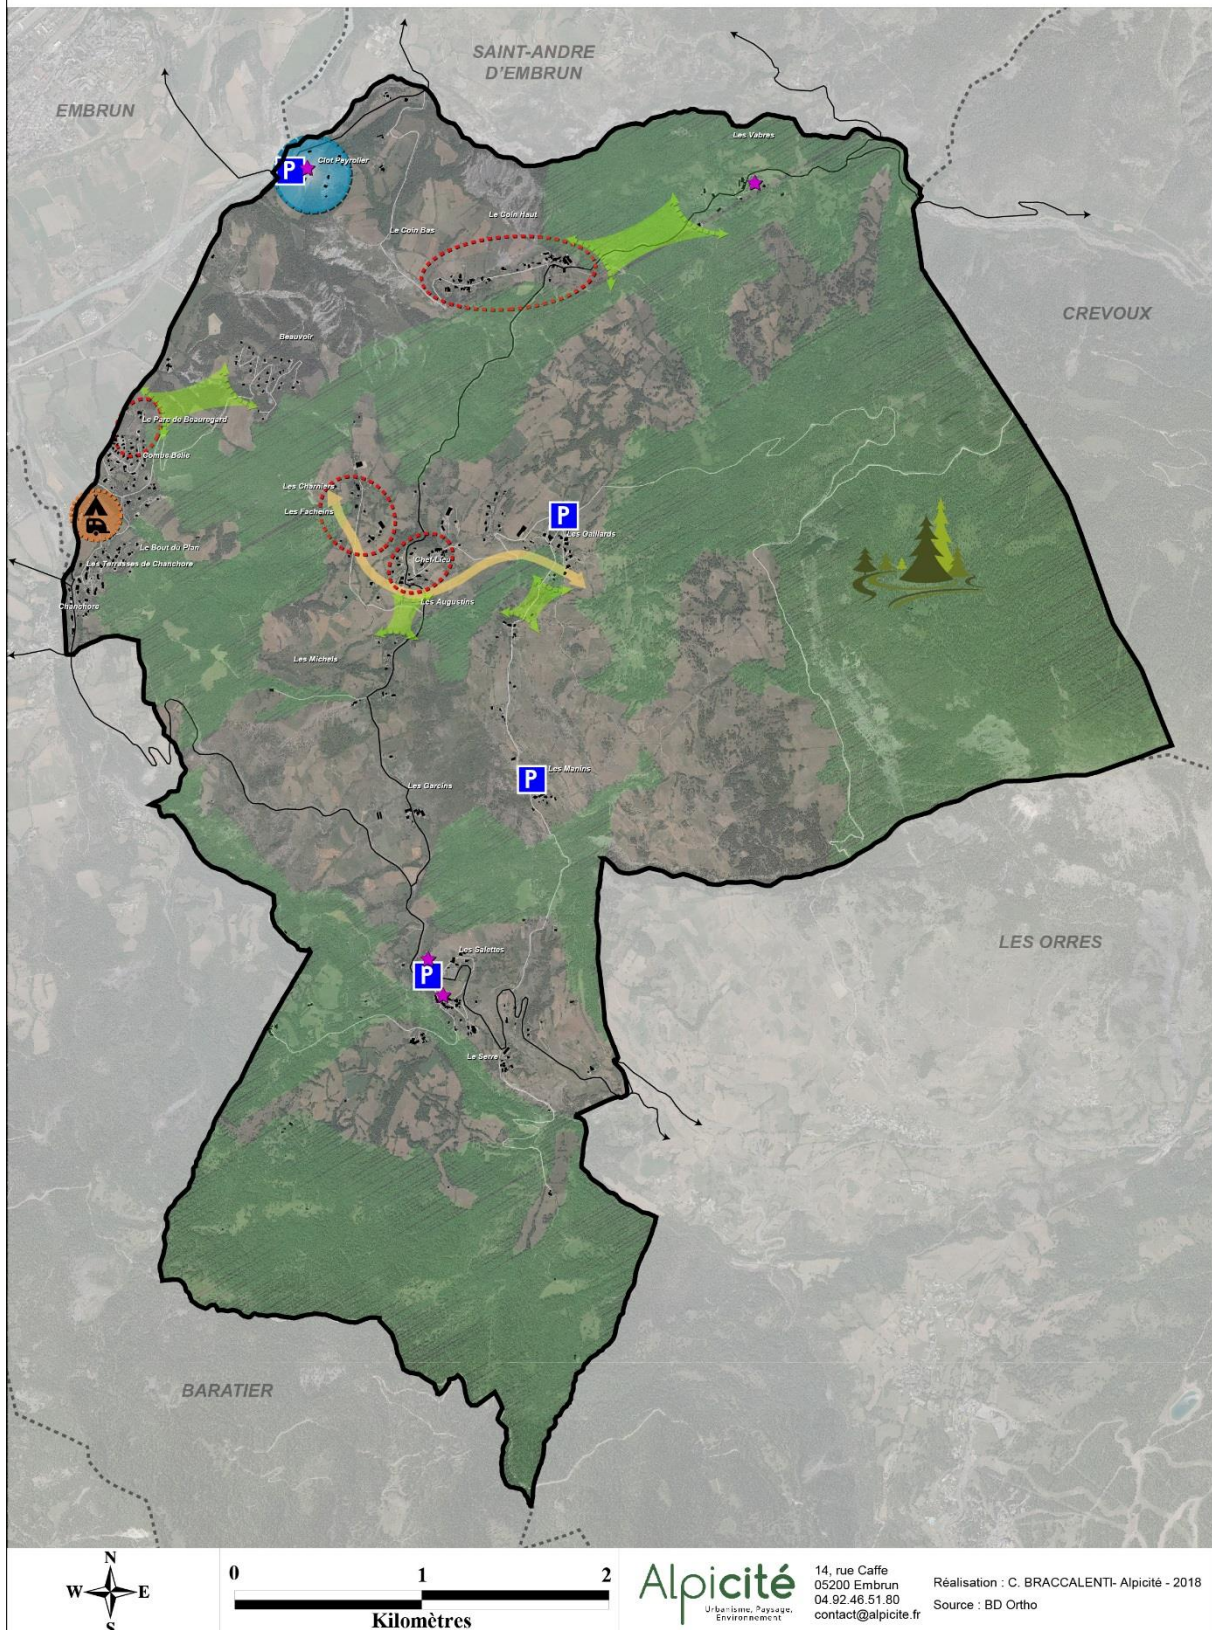 SAINT-ANDRE
D'EMBRUN
EMBRUN
Les Vabres
P
Clot Peyrolier
Le Coin Haut
Le Coin Bas
CREVOUX
Beauvoir
Le Parc de Beauregard
Combe Belle
Les Charniers
Les Facheins
P
Les Gaillards
Le Bout du Plan
Chef Lieu
Les Terrasses de Chanchore
Chanchore
Les Augustins
Les Michels
P
Les Manins
Les Garcins
LES ORRES
Les Salettes
P
Le Serre
BARATIER
N
W E
S
0 1 2
Kilomètres
Alpicité
Urbanisme, Paysage,
Environnement
14, rue Caffe
05200 Embrun
04.92.46.51.80
contact@alpicite.fr
Réalisation : C. BRACCALENTI- Alpicité - 2018
Source : BD Ortho